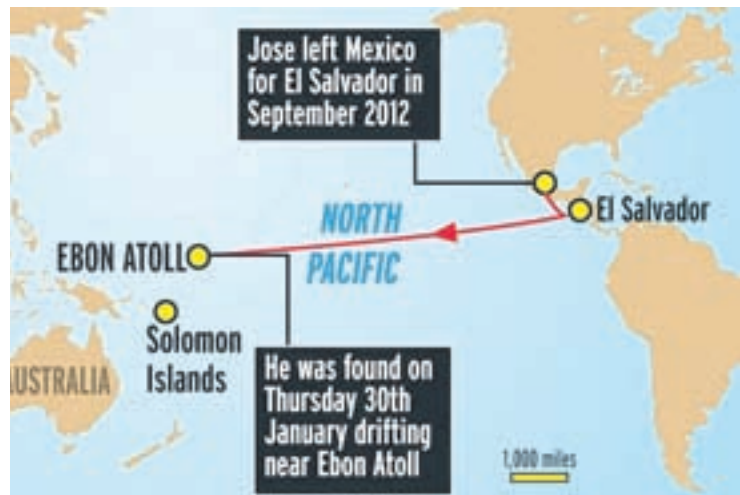 Jose left Mexico
for El Salvador in
September 2012
El Salvador
NORTH
PACIFIC
EBON ATOLL
Solomon
Islands
USTRALIA
He was found on
Thursday 30th
January drifting
near Ebon Atoll
1,000 miles